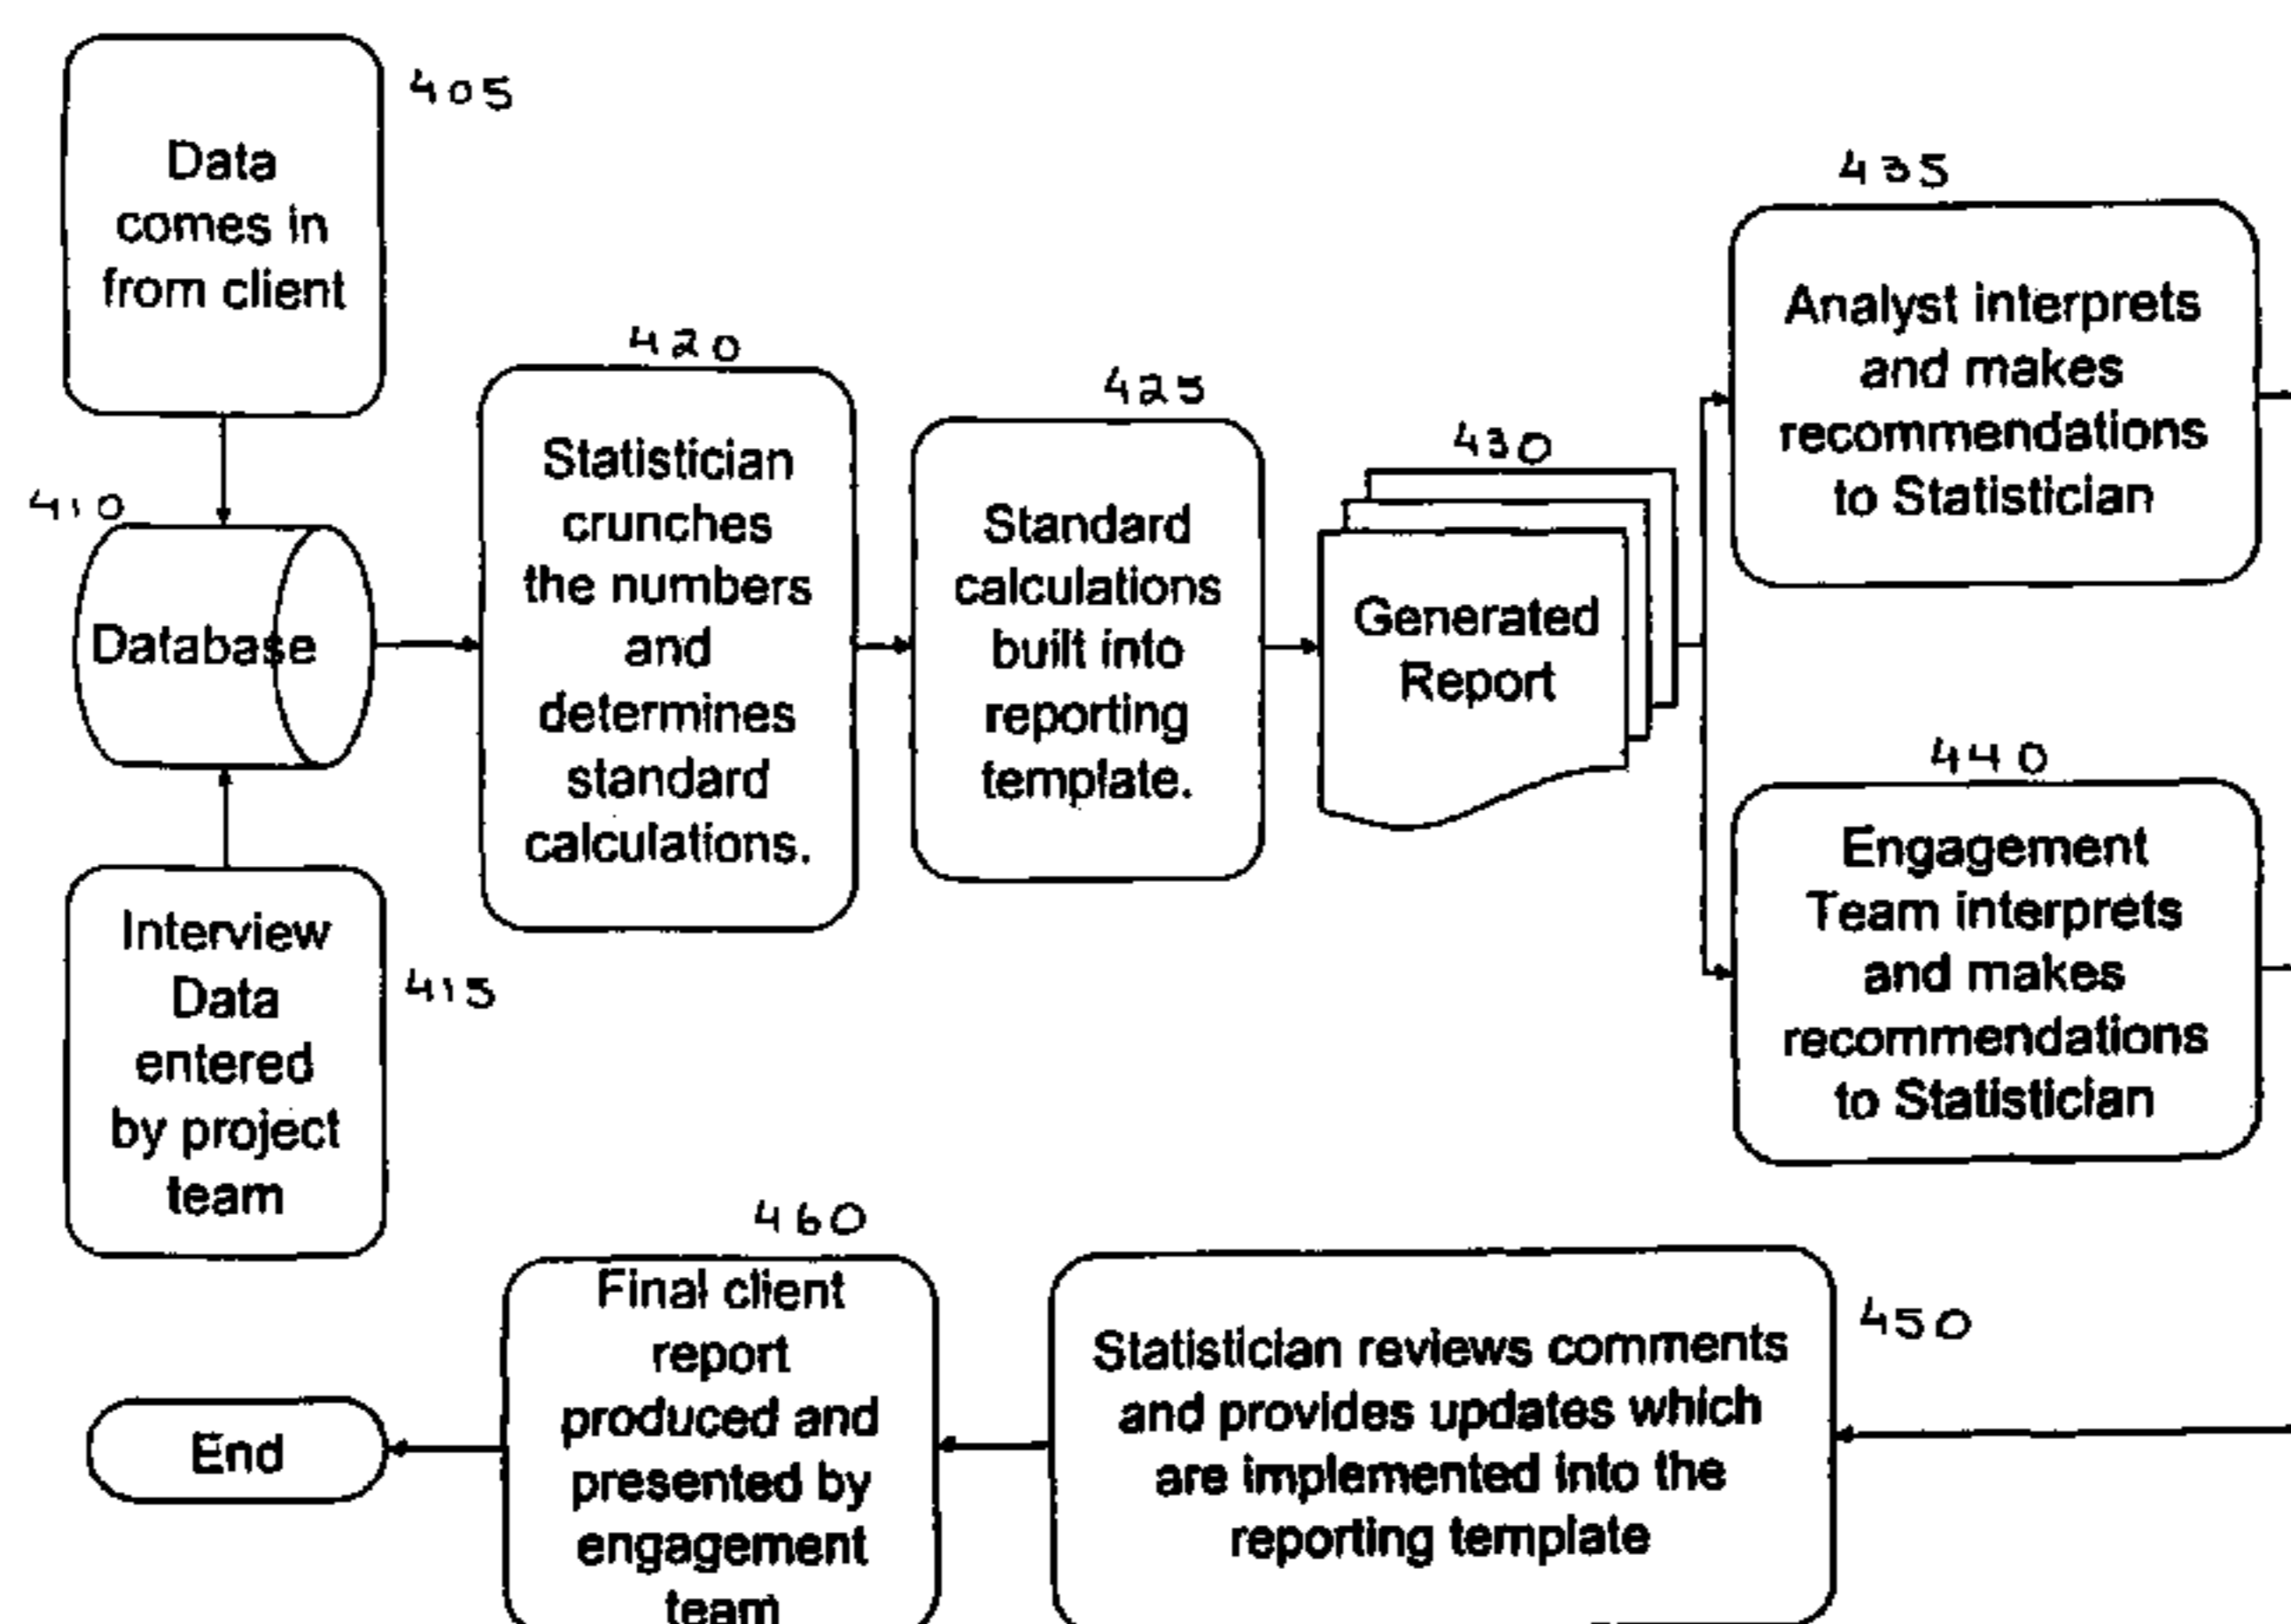 405
Data
comes in
from client
410
Database
415
Interview
Data
entered
by project
team
420
Statistician
crunches
the numbers
and
determines
standard
calculations.
425
Standard
calculations
built into
reporting
template.
430
Generated
Report
435
Analyst interprets
and makes
recommendations
to Statistician
440
Engagement
Team interprets
and makes
recommendations
to Statistician
450
Statistician reviews comments
and provides updates which
are implemented into the
reporting template
460
Final client
report
produced and
presented by
engagement
team
End